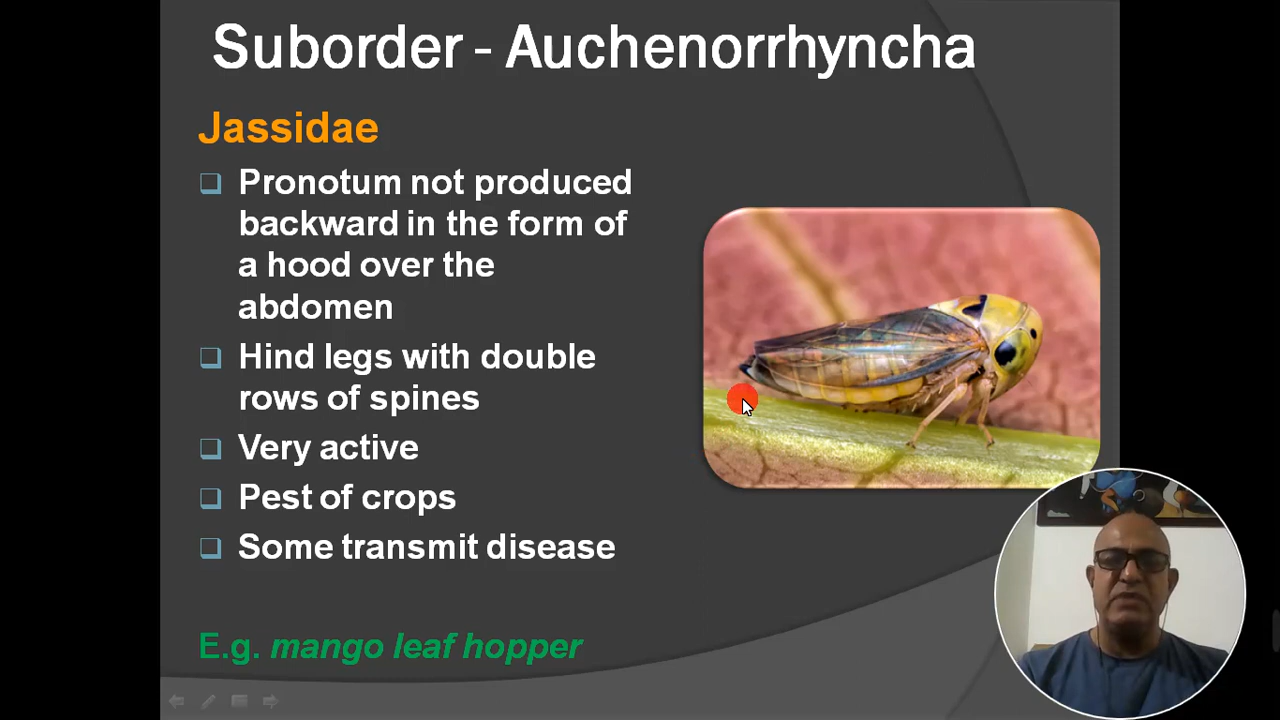 Suborder - Auchenorrhyncha
Jassidae
Pronotum not produced
backward in the form of
a hood over the
abdomen
Hind legs with double
rows of spines
Very active
Pest of crops
Some transmit disease
E.g. mango leaf hopper